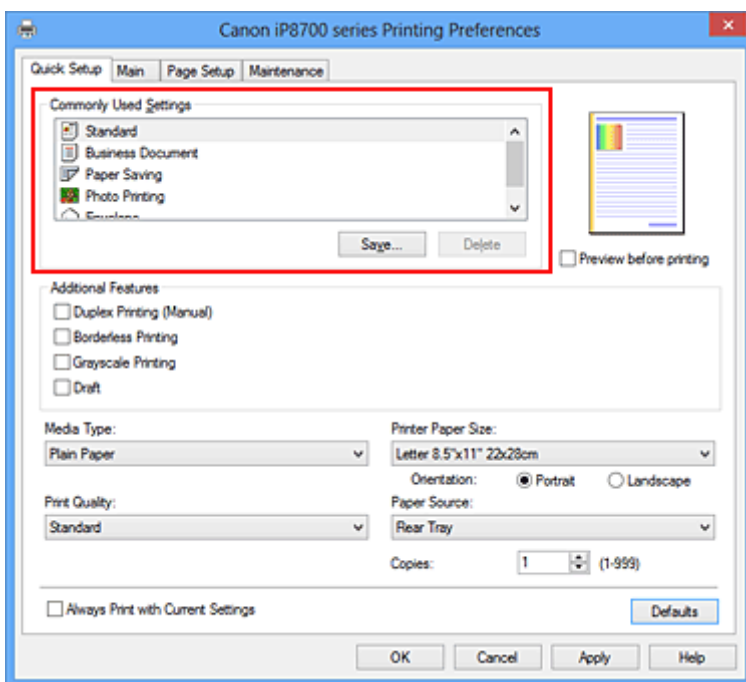 Canon iP8700 series Printing Preferences
Quick Setup Main Page Setup Maintenance
Commonly Used Settings
Standard
Business Document
Paper Saving
Photo Printing
Envelope
Save... Delete
Preview before printing
Additional Features
Duplex Printing (Manual)
Borderless Printing
Grayscale Printing
Draft
Media Type: Printer Paper Size:
Plain Paper Letter 8.5"x11" 22x28cm
Orientation: Portrait Landscape
Print Quality: Paper Source:
Standard Rear Tray
Copies: 1 (1-999)
Always Print with Current Settings Defaults
OK Cancel Apply Help